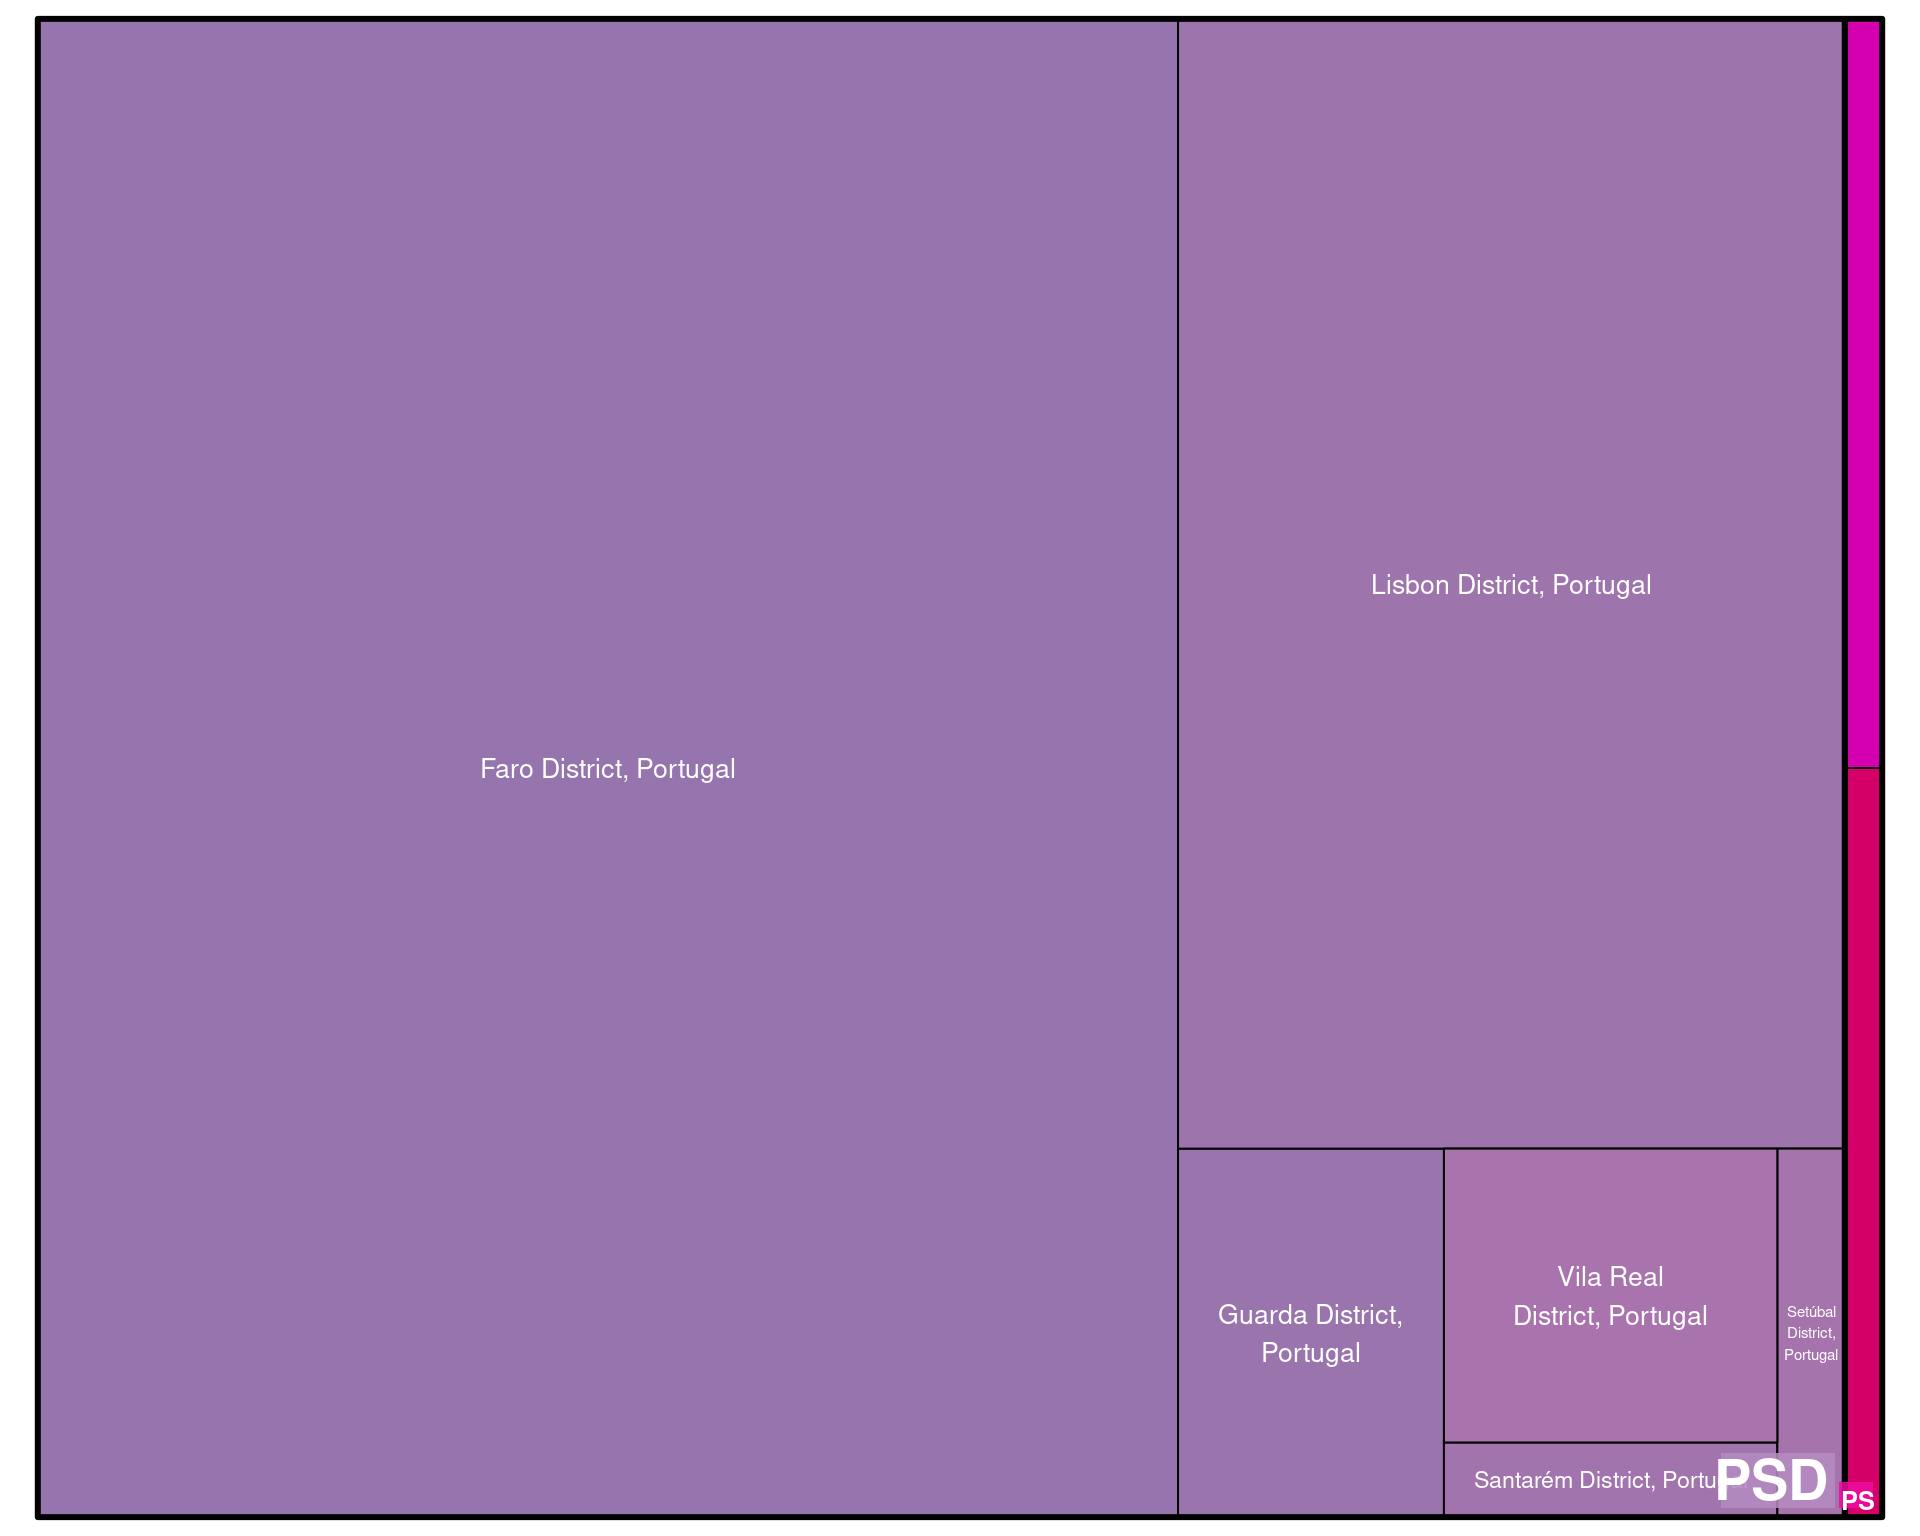 Faro District, Portugal
Lisbon District, Portugal
Guarda District,
Portugal
Vila Real
District, Portugal
Setúbal
District,
Portugal
Santarém District,
PSD
PS